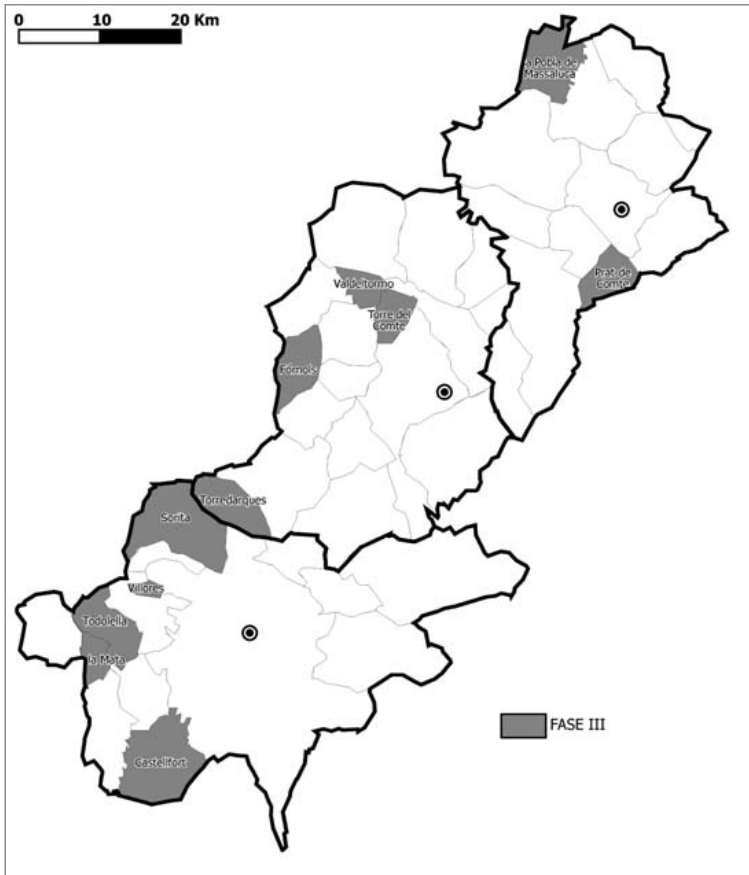 0 10 20 Km
a Pobla de
Massaluca
Prat de
Comte
Valdeltormo
Torre del
Comte
Fórnols
Torredarques
Sorita
Villores
Todolella
la Mata
Castellfort
FASE III